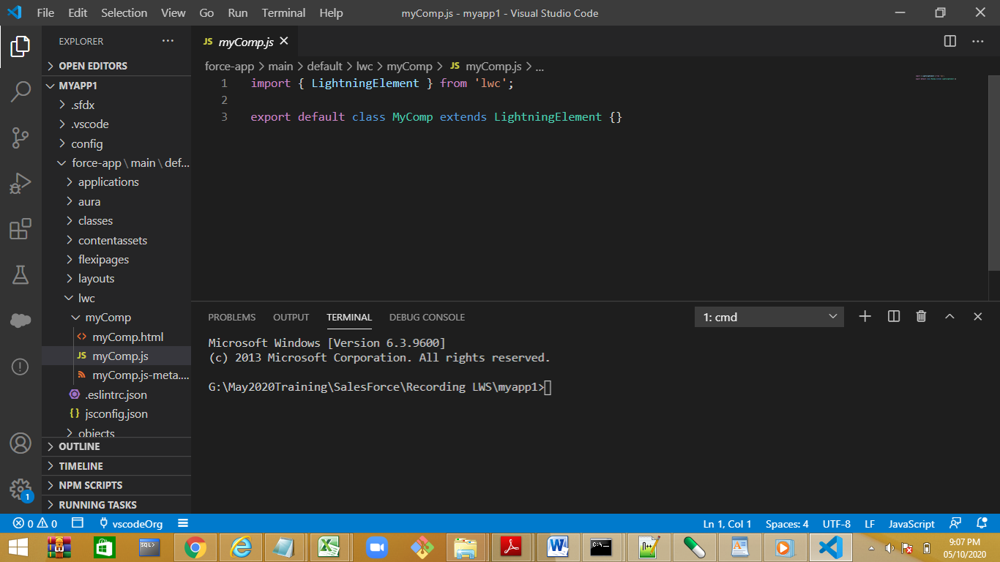 File Edit Selection View Go Run Terminal Help
myComp.js - myapp1 - Visual Studio Code
EXPLORER
OPEN EDITORS
MYAPP1
.sfdx
.vscode
config
force-app \ main \ def...
applications
aura
classes
contentassets
flexipages
layouts
lwc
myComp
<> myComp.html
JS myComp.js
myComp.js-meta....
.eslintrc.json
{} jsconfig.json
objects
OUTLINE
TIMELINE
NPM SCRIPTS
RUNNING TASKS
1
JS myComp.js
force-app > main > default > lwc > myComp > JS myComp.js > ...
1 import { LightningElement } from 'lwc';
2
3 export default class MyComp extends LightningElement {}
PROBLEMS OUTPUT TERMINAL DEBUG CONSOLE
1: cmd
Microsoft Windows [Version 6.3.9600]
(c) 2013 Microsoft Corporation. All rights reserved.
G:\May2020Training\SalesForce\Recording LWS\myapp1>
0 0 vscodeOrg
Ln 1, Col 1 Spaces: 4 UTF-8 LF JavaScript
SQL>
C:\_
9:07 PM
05/10/2020